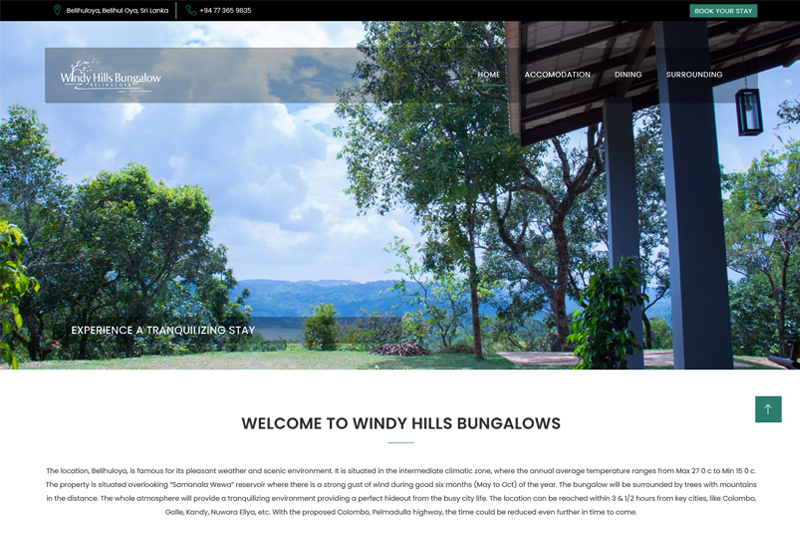 Belihuloya, Belihul Oya, Sri Lanka
+94 77 365 9835
BOOK YOUR STAY
Windy Hills Bungalow
BELIHULOYA
HOME
ACCOMODATION
DINING
SURROUNDING
EXPERIENCE A TRANQUILIZING STAY
WELCOME TO WINDY HILLS BUNGALOWS
The location, Belihuloya, is famous for its pleasant weather and scenic environment. It is situated in the intermediate climatic zone, where the annual average temperature ranges from Max 27 0 c to Min 15 0 c.
The property is situated overlooking “Samanala Wewa” reservoir where there is a strong gust of wind during good six months (May to Oct) of the year. The bungalow will be surrounded by trees with mountains
in the distance. The whole atmosphere will provide a tranquilizing environment providing a perfect hideout from the busy city life. The location can be reached within 3 & 1/2 hours from key cities, like Colombo,
Galle, Kandy, Nuwara Eliya, etc. With the proposed Colombo, Pelmadulla highway, the time could be reduced even further in time to come.